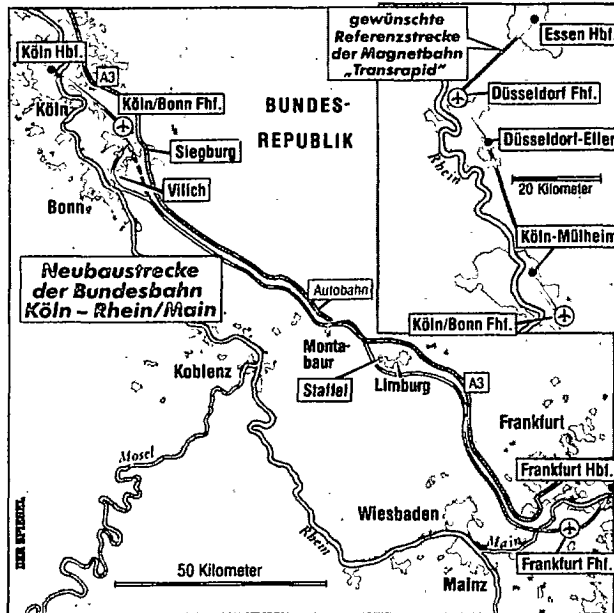 Köln Hbf.
A3
Köln
Köln/Bonn Fhf.
BUNDES-
REPUBLIK
Siegburg
Vilich
Bonn
Neubaustrecke
der Bundesbahn
Köln – Rhein/Main
Autobahn
Monta-
baur
Koblenz
Staffel
Limburg
A3
Frankfurt
Frankfurt Hbf.
Mosel
Rhein
Wiesbaden
Main
Mainz
Frankfurt Fhf.
50 Kilometer
DER SPIEGEL
gewünschte
Referenzstrecke
der Magnetbahn
„Transrapid"
Essen Hbf.
Düsseldorf Fhf.
Düsseldorf-Eller
Rhein
20 Kilometer
Köln-Mülheim
Köln/Bonn Fhf.